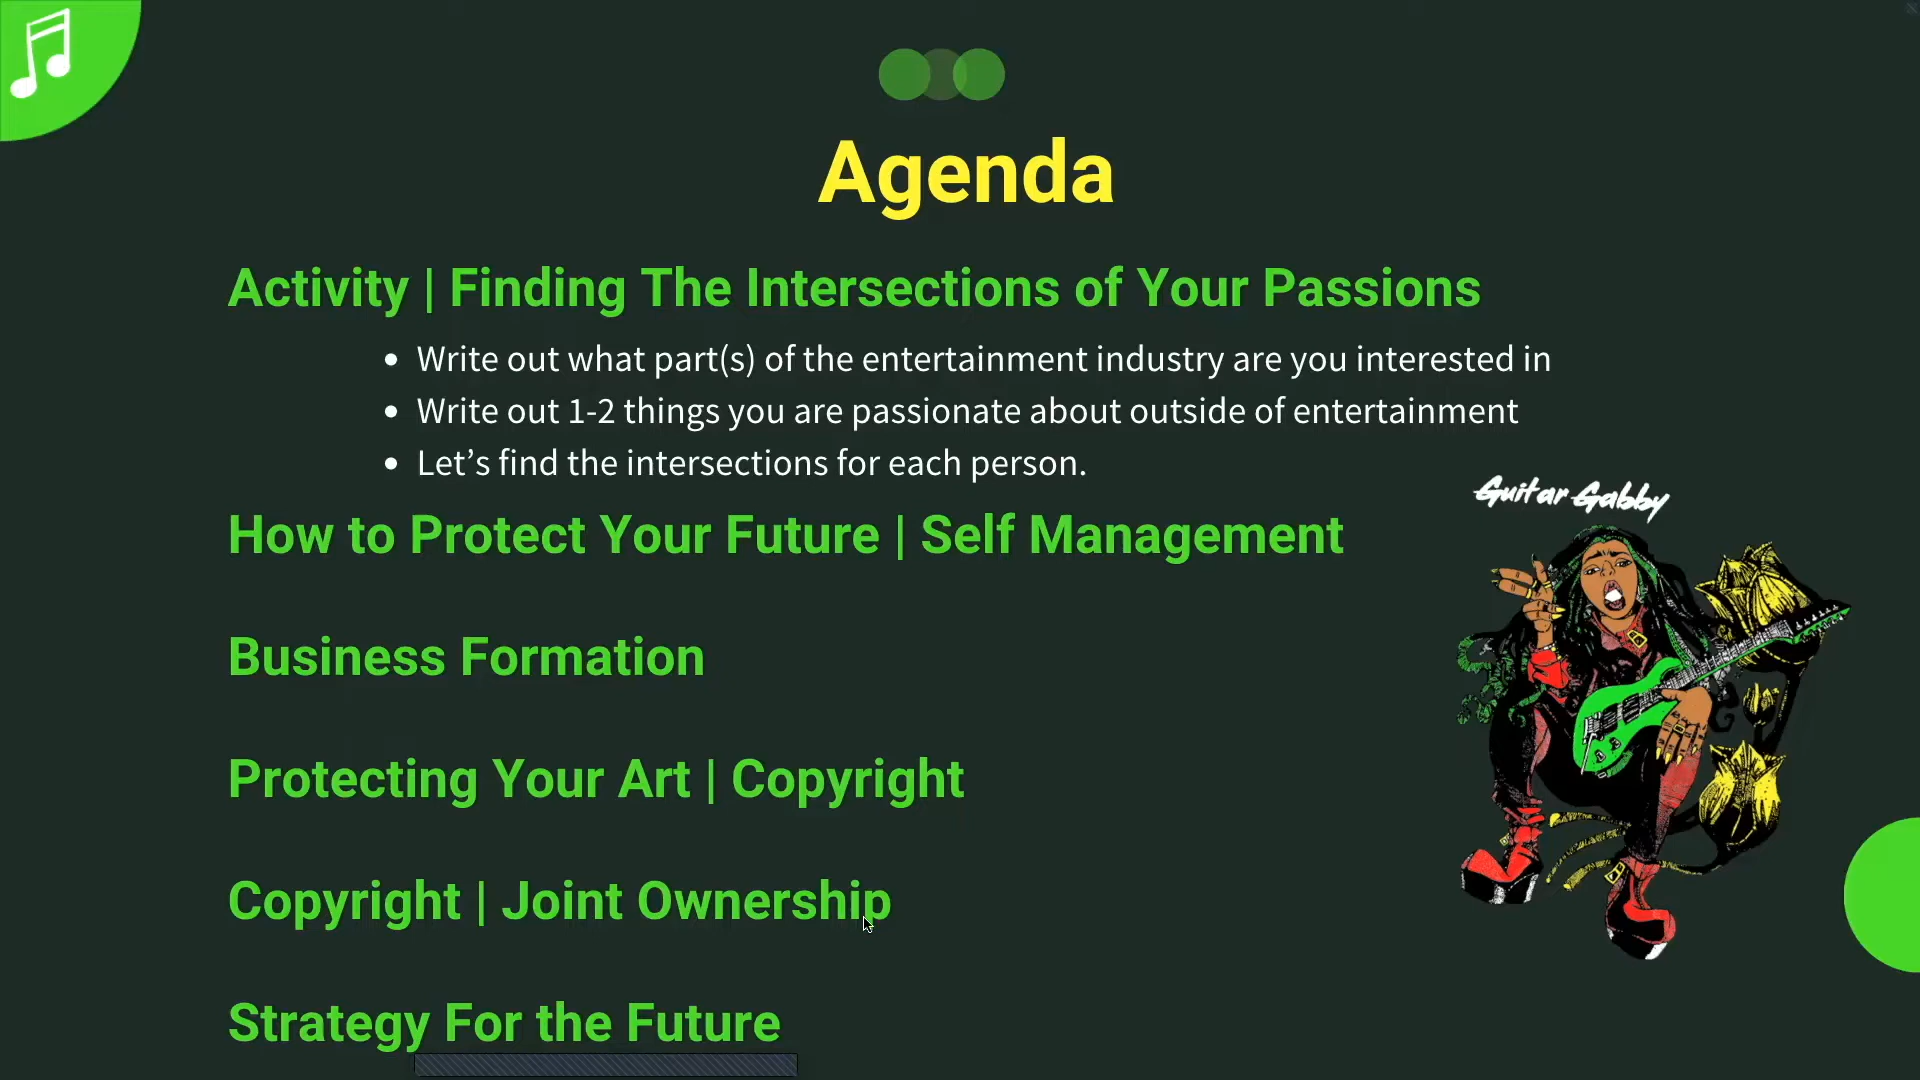 Agenda
Activity | Finding The Intersections of Your Passions
• Write out what part(s) of the entertainment industry are you interested in
• Write out 1-2 things you are passionate about outside of entertainment
• Let’s find the intersections for each person.
Guitar Gabby
How to Protect Your Future | Self Management
Business Formation
Protecting Your Art | Copyright
Copyright | Joint Ownership
Strategy For the Future